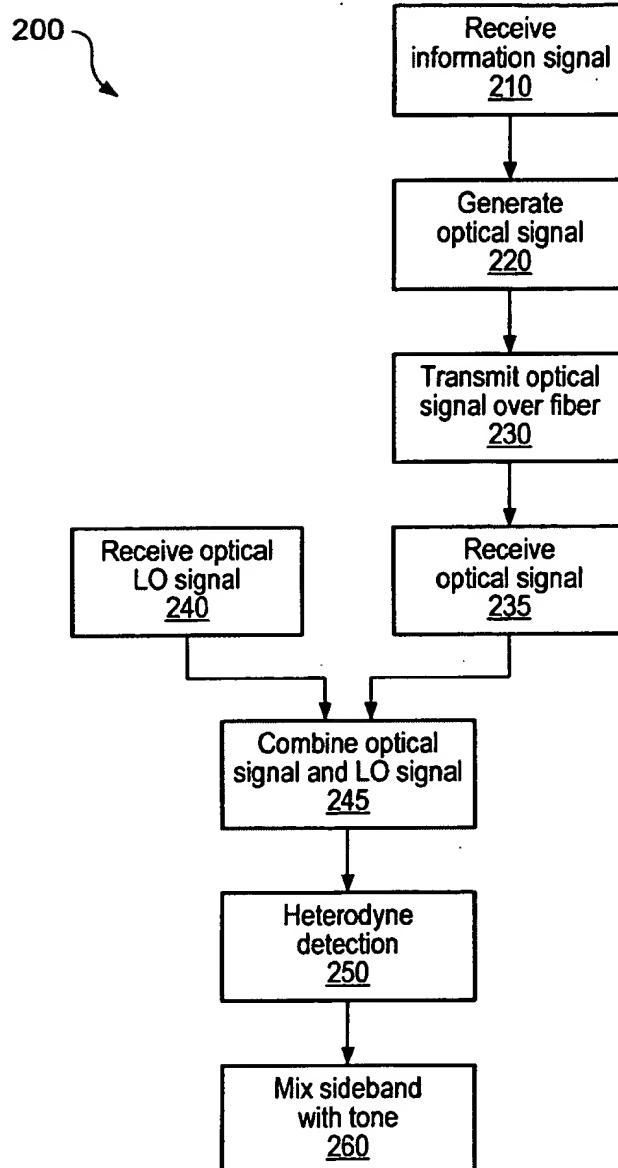 200
Receive
information signal
210
Generate
optical signal
220
Transmit optical
signal over fiber
230
Receive optical
LO signal
240
Receive
optical signal
235
Combine optical
signal and LO signal
245
Heterodyne
detection
250
Mix sideband
with tone
260